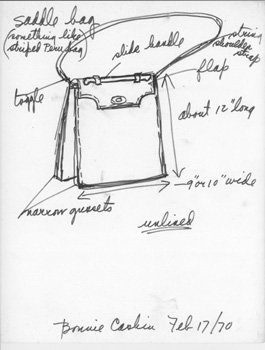 saddle bag
(something like
striped Peru bag)
slide handle
string
shoulder
strap
flap
toggle
about 12" long
9" or 10" wide
narrow gussets
unlined
Bonnie Cashin Feb 17/70